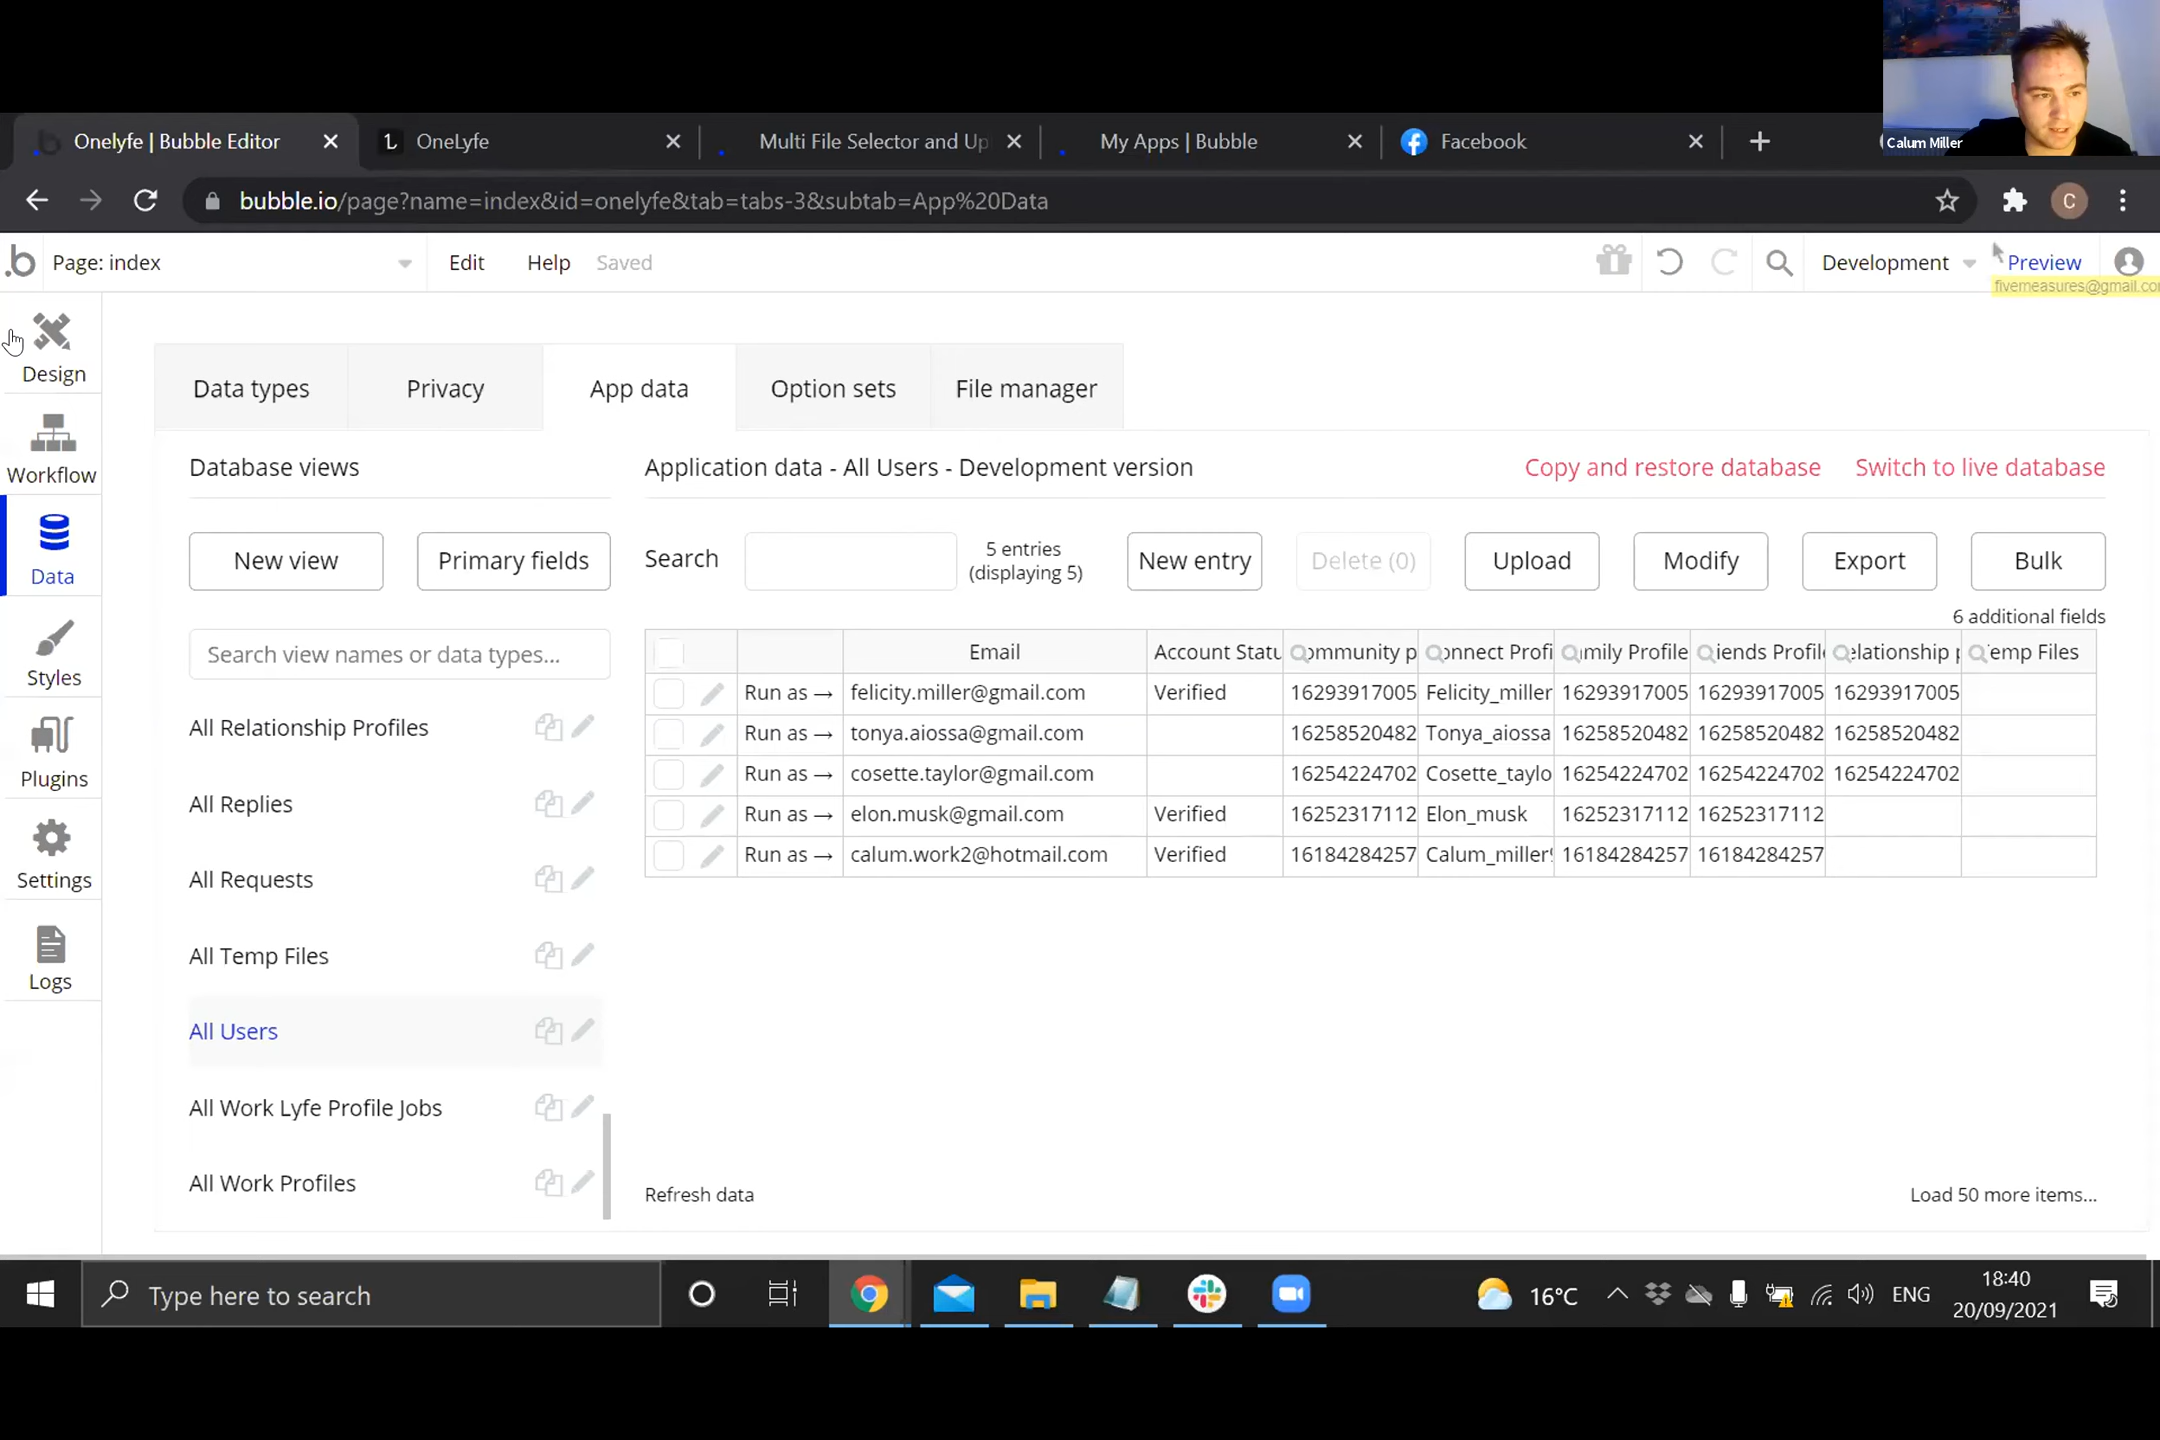 Calum Miller
Onelyfe | Bubble Editor
L OneLyfe
Multi File Selector and Up
My Apps | Bubble
Facebook
bubble.io/page?name=index&id=onelyfe&tab=tabs-3&subtab=App%20Data
C
.b Page: index
Edit
Help
Saved
Development
Preview
fivemeasures@gmail.co
Design
Workflow
Data
Styles
Plugins
Settings
Logs
Data types
Privacy
App data
Option sets
File manager
Database views
New view
Primary fields
Search view names or data types...
All Relationship Profiles
All Replies
All Requests
All Temp Files
All Users
All Work Lyfe Profile Jobs
All Work Profiles
Application data - All Users - Development version
Copy and restore database
Switch to live database
Search
5 entries
(displaying 5)
New entry
Delete (0)
Upload
Modify
Export
Bulk
6 additional fields
Email Account Statu ommunity p onnect Profi mily Profile iends Profil elationship p emp Files
Run as → felicity.miller@gmail.com Verified 16293917005 Felicity_miller 16293917005 16293917005 16293917005
Run as → tonya.aiossa@gmail.com 16258520482 Tonya_aiossa 16258520482 16258520482 16258520482
Run as → cosette.taylor@gmail.com 16254224702 Cosette_taylo 16254224702 16254224702 16254224702
Run as → elon.musk@gmail.com Verified 16252317112 Elon_musk 16252317112 16252317112
Run as → calum.work2@hotmail.com Verified 16184284257 Calum_miller 16184284257 16184284257
Refresh data
Load 50 more items...
Type here to search
16°C
ENG
18:40
20/09/2021